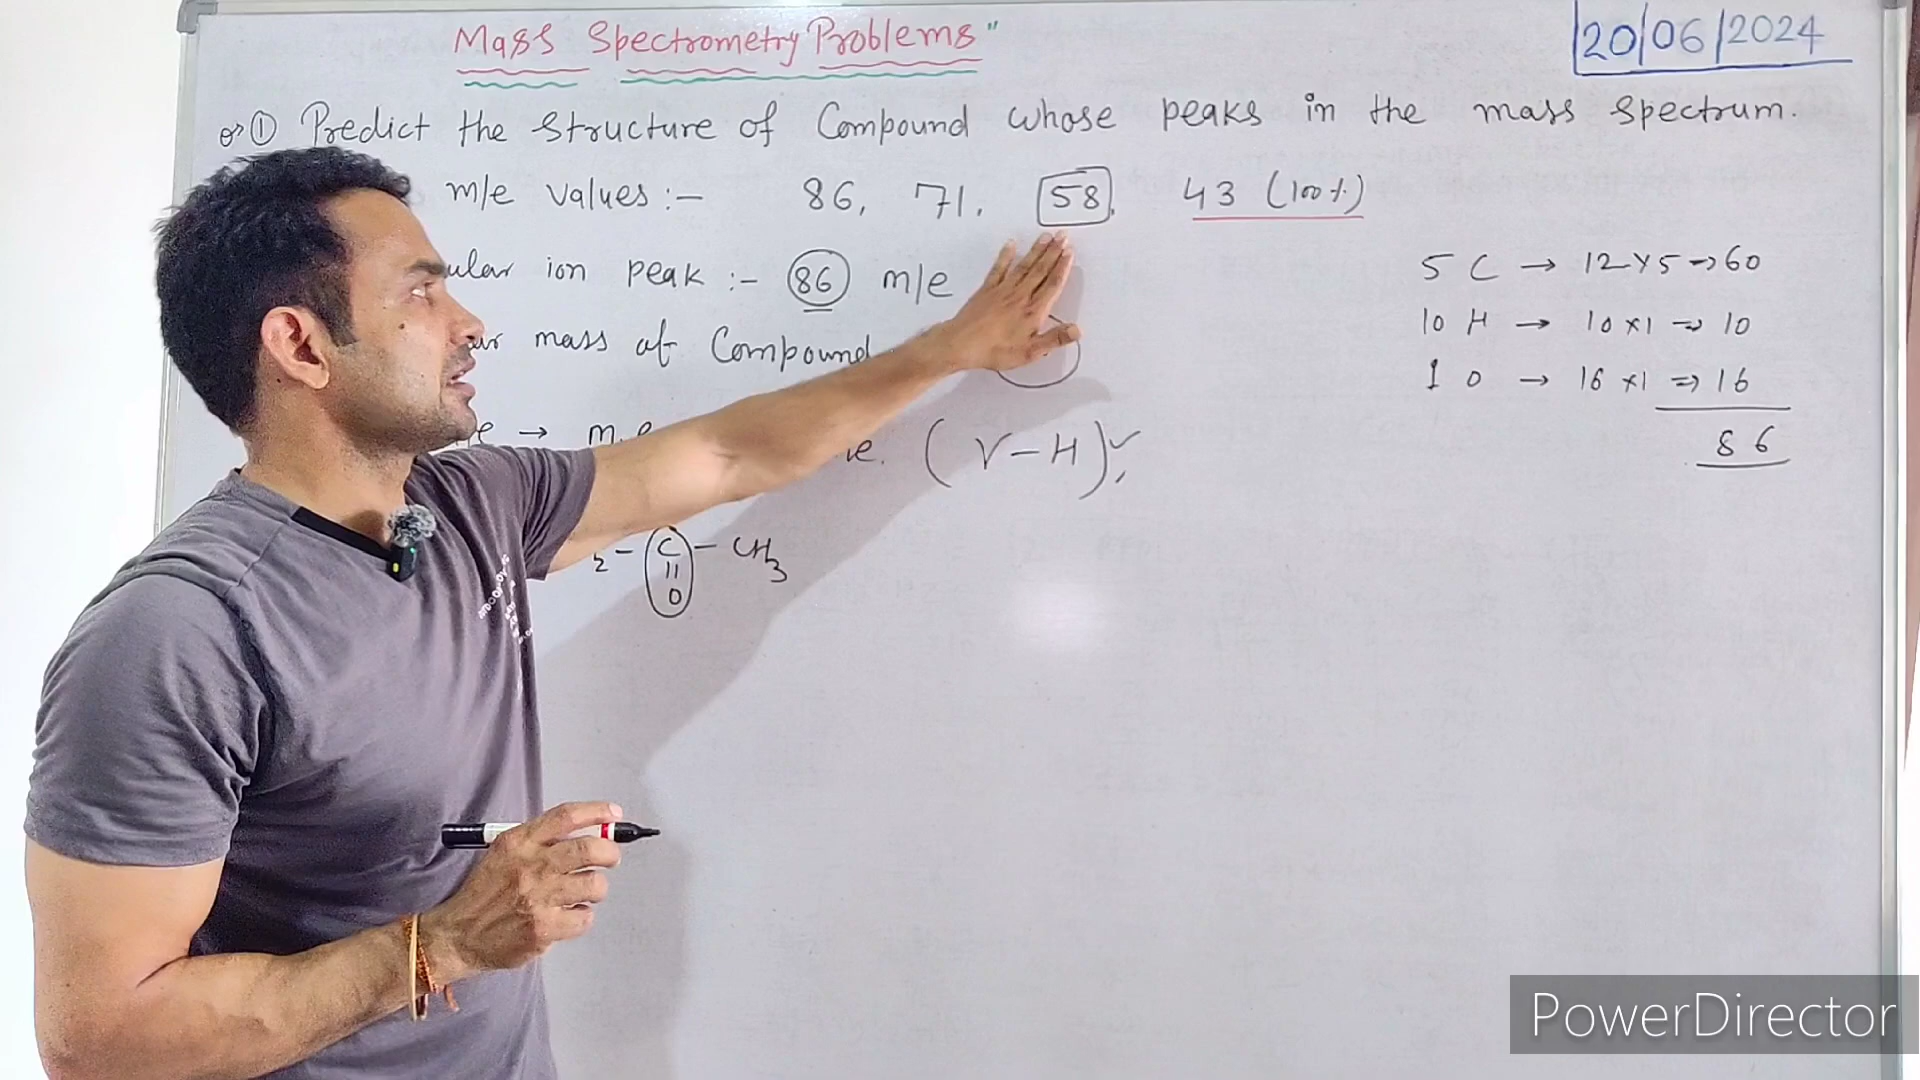 Mass Spectrometry Problems"
20/06/2024
① Predict the structure of Compound whose peaks in the mass spectrum.
m/e values :- 86, 71, 58, 43 (100%)
ular ion peak :- 86 m/e
5 C → 12×5 → 60
10 H → 10×1 → 10
ar mass of Compound
1 O → 16×1 ⇒ 16
86
(V-H)
2 - C - CH3
||
O
PowerDirector